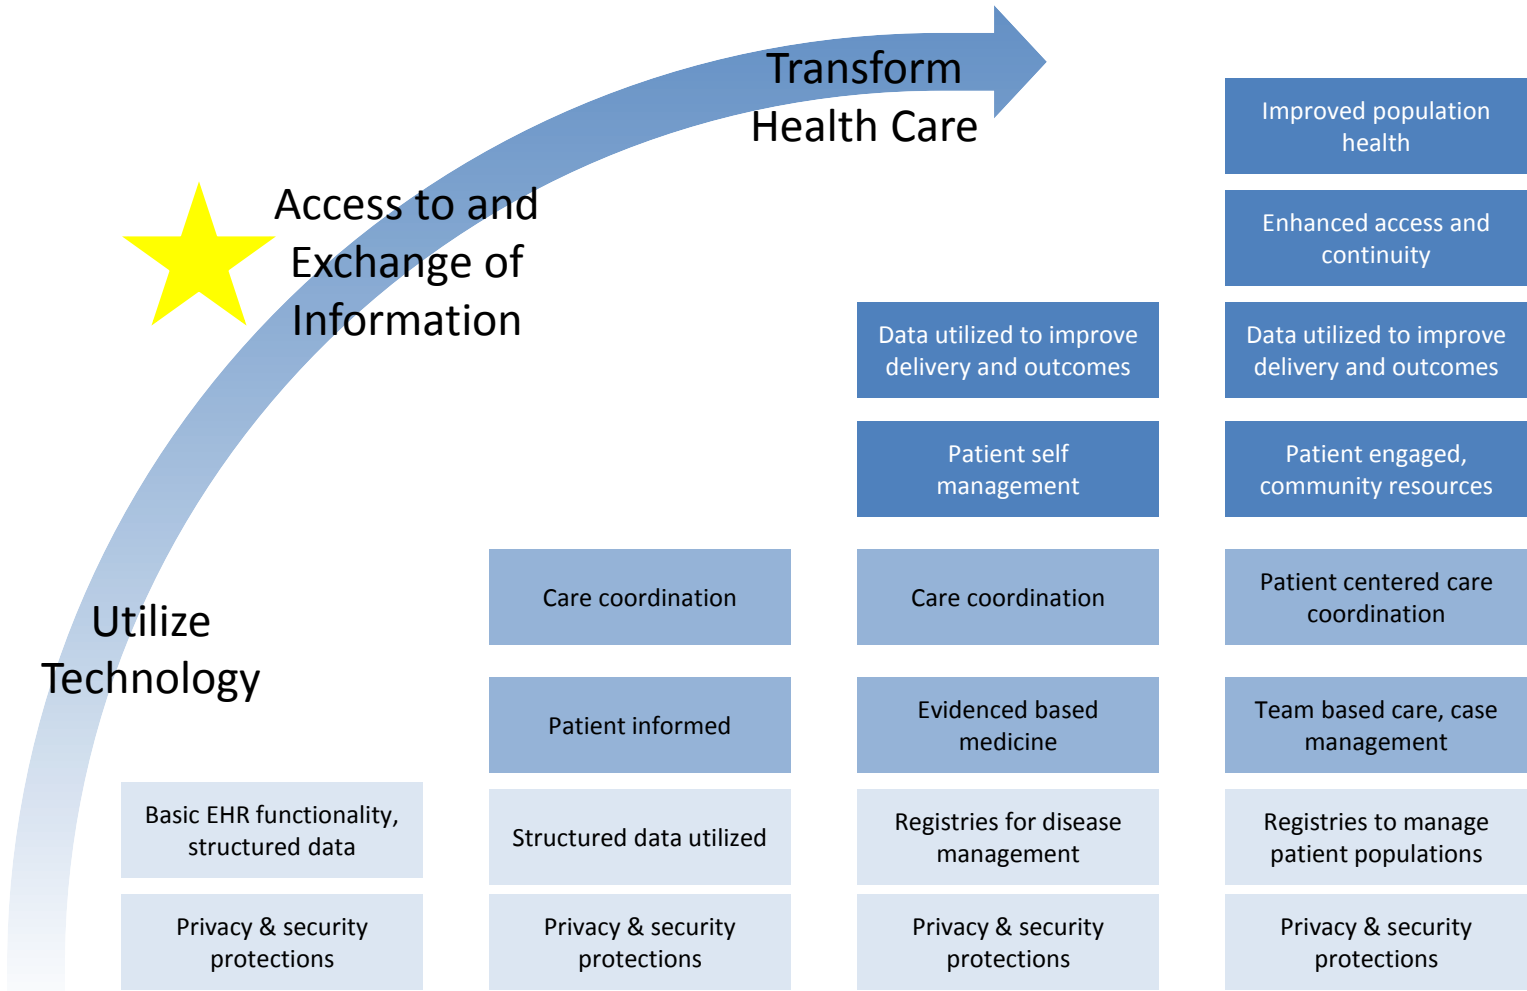 Transform
Health Care
Access to and
Exchange of
Information
Utilize
Technology
Basic EHR functionality,
structured data
Privacy & security
protections
Care coordination
Patient informed
Structured data utilized
Privacy & security
protections
Data utilized to improve
delivery and outcomes
Patient self
management
Care coordination
Evidenced based
medicine
Registries for disease
management
Privacy & security
protections
Improved population
health
Enhanced access and
continuity
Data utilized to improve
delivery and outcomes
Patient engaged,
community resources
Patient centered care
coordination
Team based care, case
management
Registries to manage
patient populations
Privacy & security
protections